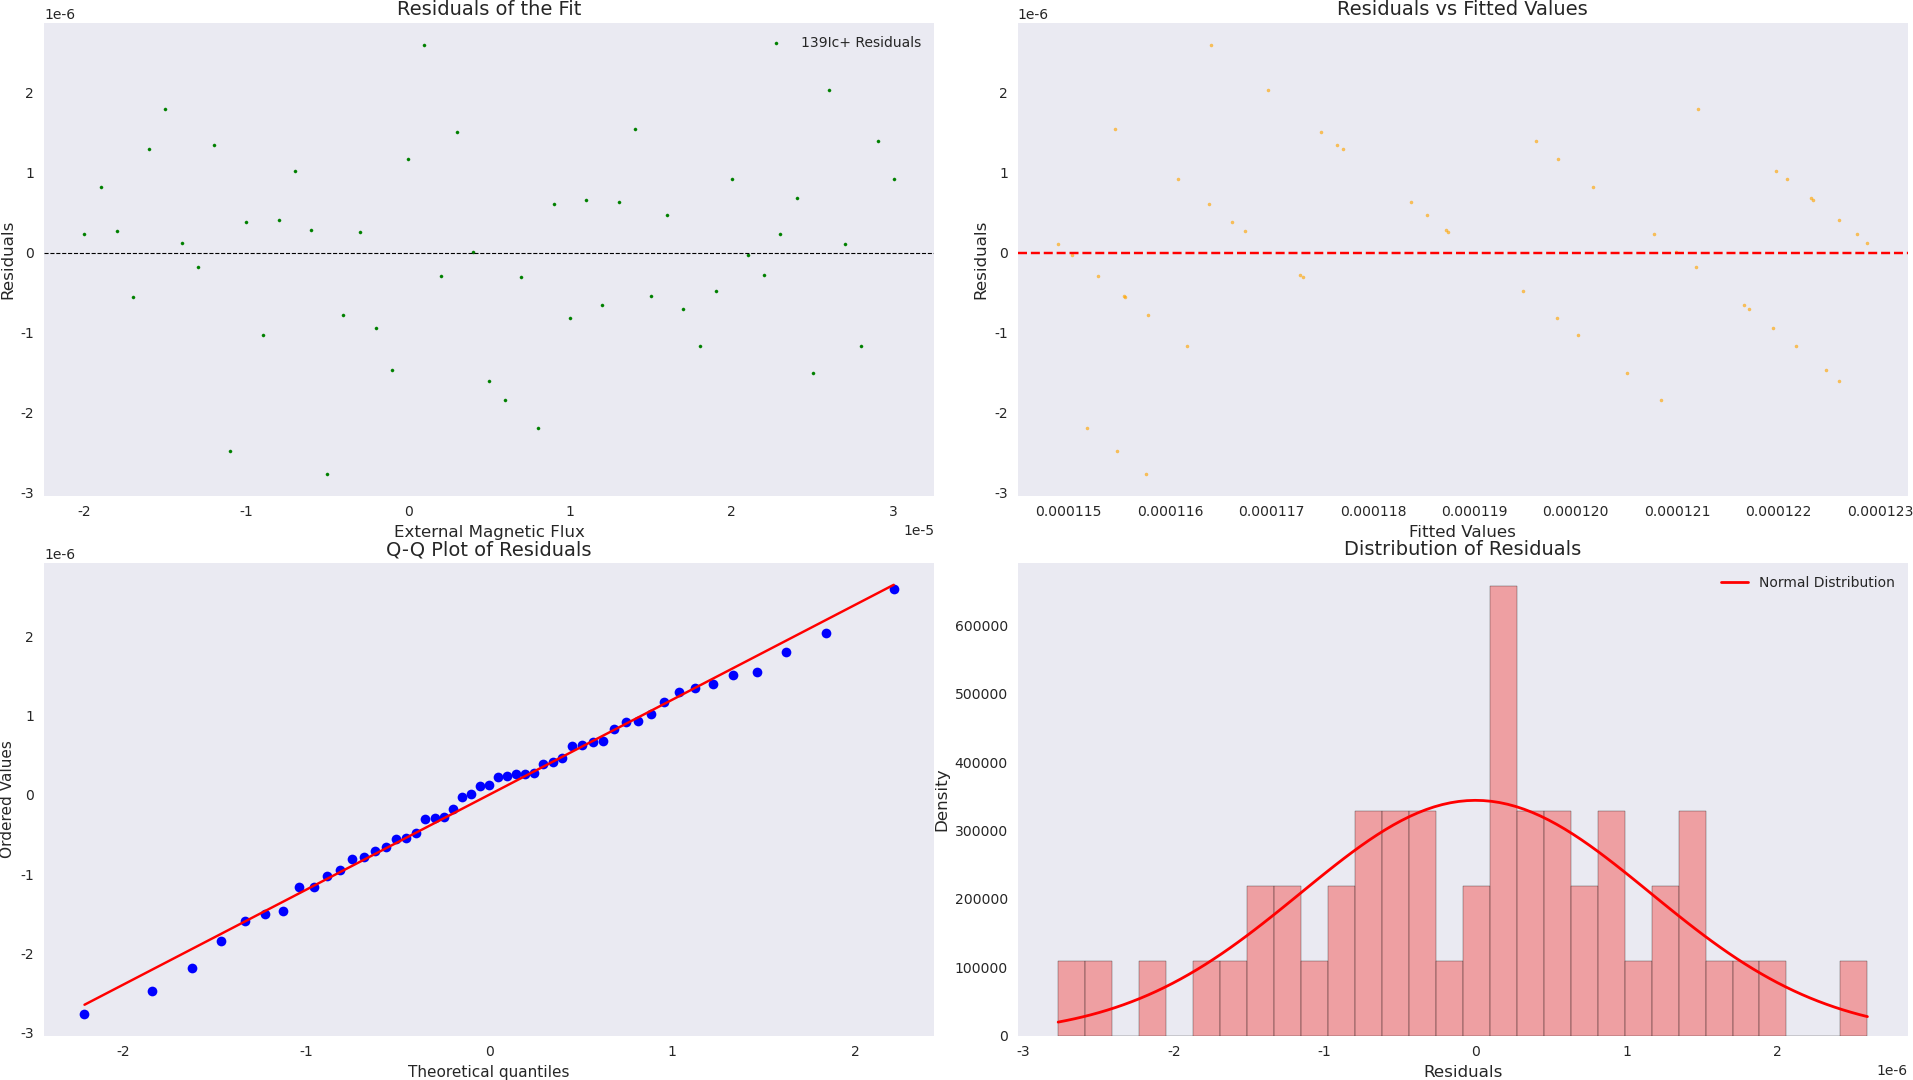 Residuals of the Fit
1e-6
139Ic+ Residuals
2
1
0
-1
-2
-3
Residuals
-2
-1
0
1
2
3
1e-5
External Magnetic Flux
Residuals vs Fitted Values
1e-6
2
1
0
-1
-2
-3
Residuals
0.000115
0.000116
0.000117
0.000118
0.000119
0.000120
0.000121
0.000122
0.000123
Fitted Values
Q-Q Plot of Residuals
1e-6
2
1
0
-1
-2
-3
Ordered Values
-2
-1
0
1
2
Theoretical quantiles
Distribution of Residuals
Normal Distribution
600000
500000
400000
300000
200000
100000
0
Density
-3
-2
-1
0
1
2
1e-6
Residuals